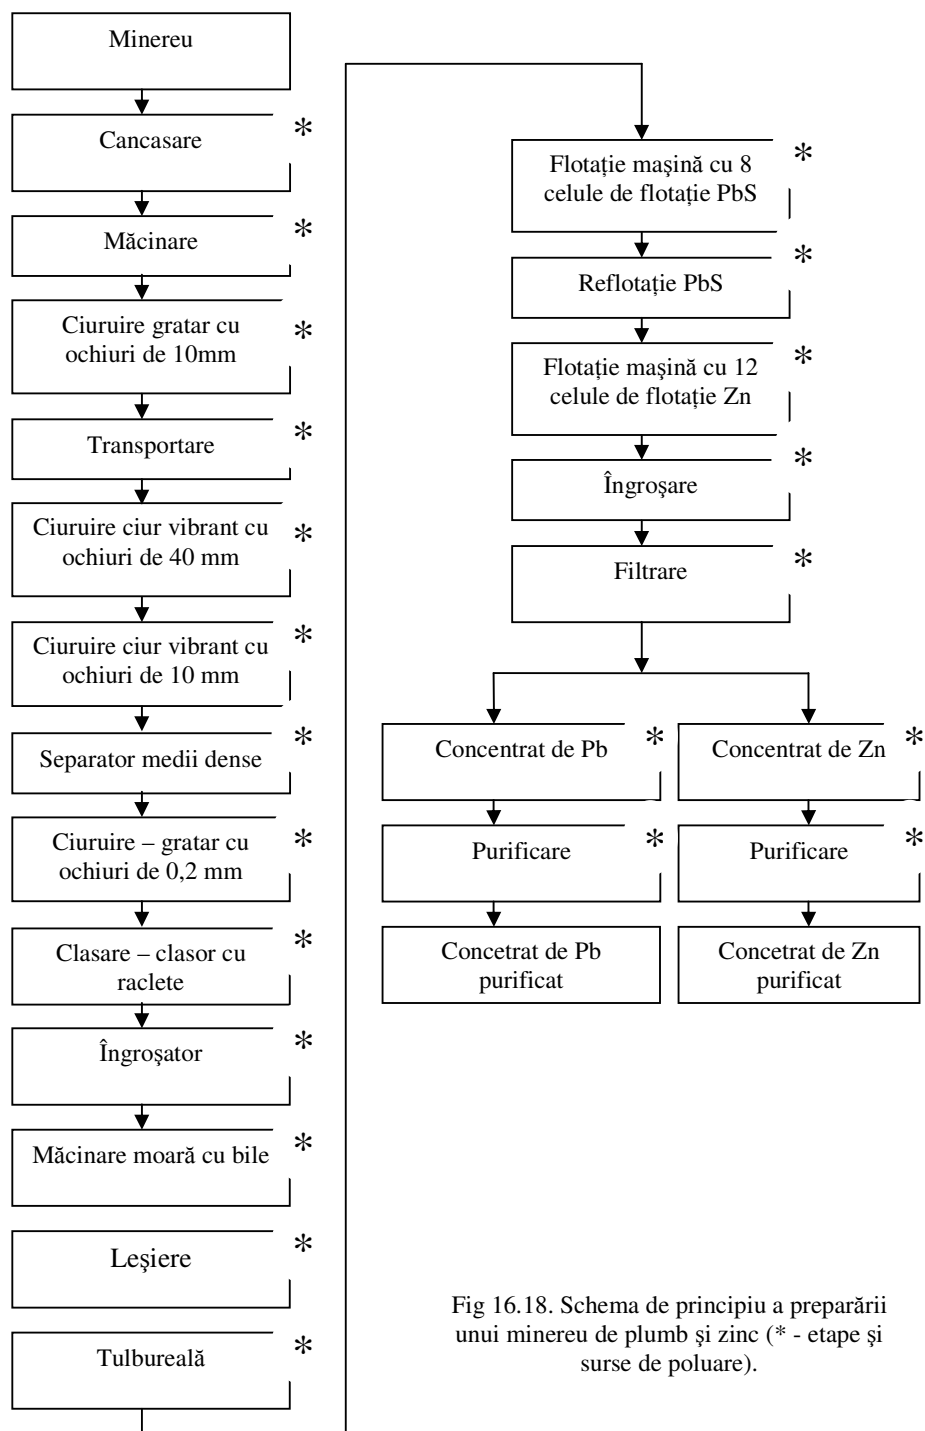 Minereu
Cancasare
*
Măcinare
*
Ciuruire gratar cu
ochiuri de 10mm
*
Transportare
*
Ciuruire ciur vibrant cu
ochiuri de 40 mm
*
Ciuruire ciur vibrant cu
ochiuri de 10 mm
*
Separator medii dense
*
Ciuruire – gratar cu
ochiuri de 0,2 mm
*
Clasare – clasor cu
raclete
*
Îngroşator
*
Măcinare moară cu bile
*
Leşiere
*
Tulbureală
*
Flotaţie maşină cu 8
celule de flotaţie PbS
*
Reflotaţie PbS
*
Flotaţie maşină cu 12
celule de flotaţie Zn
*
Îngroşare
*
Filtrare
*
Concentrat de Pb
*
Purificare
*
Concetrat de Pb
purificat
Concentrat de Zn
*
Purificare
*
Concetrat de Zn
purificat
Fig 16.18. Schema de principiu a preparării
unui minereu de plumb şi zinc (* - etape şi
surse de poluare).